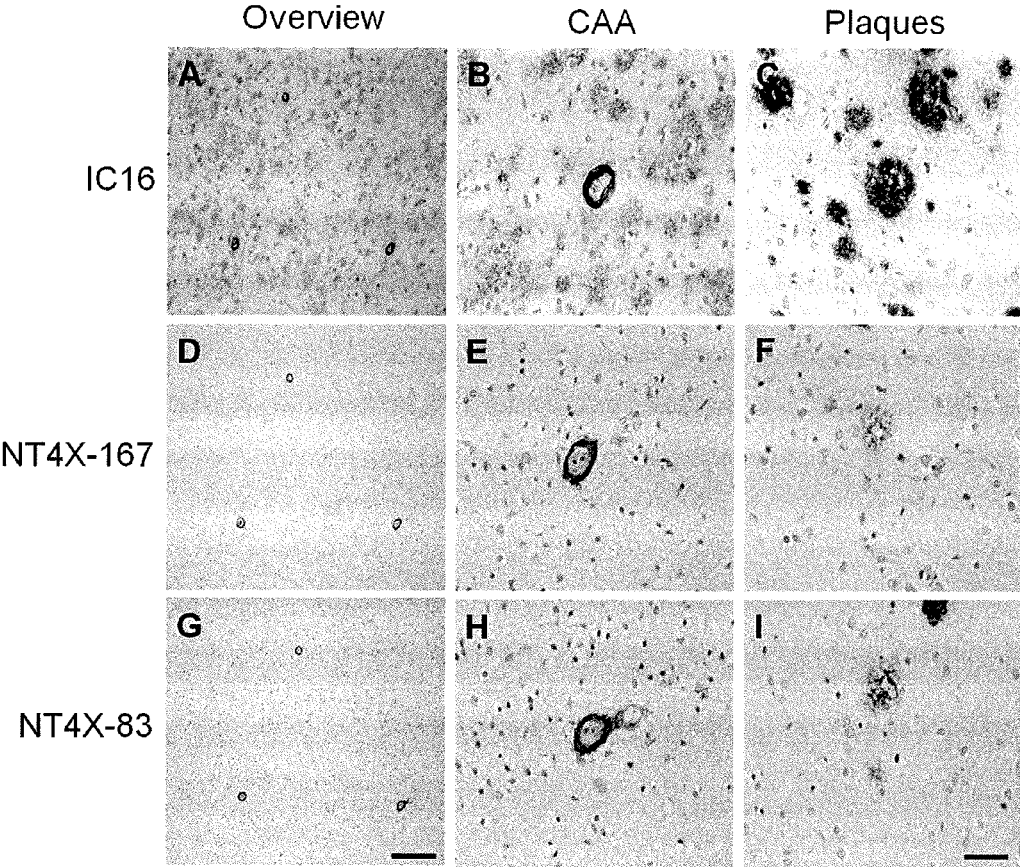 Overview CAA Plaques
IC16
A B C
NT4X-167
D E F
NT4X-83
G H I